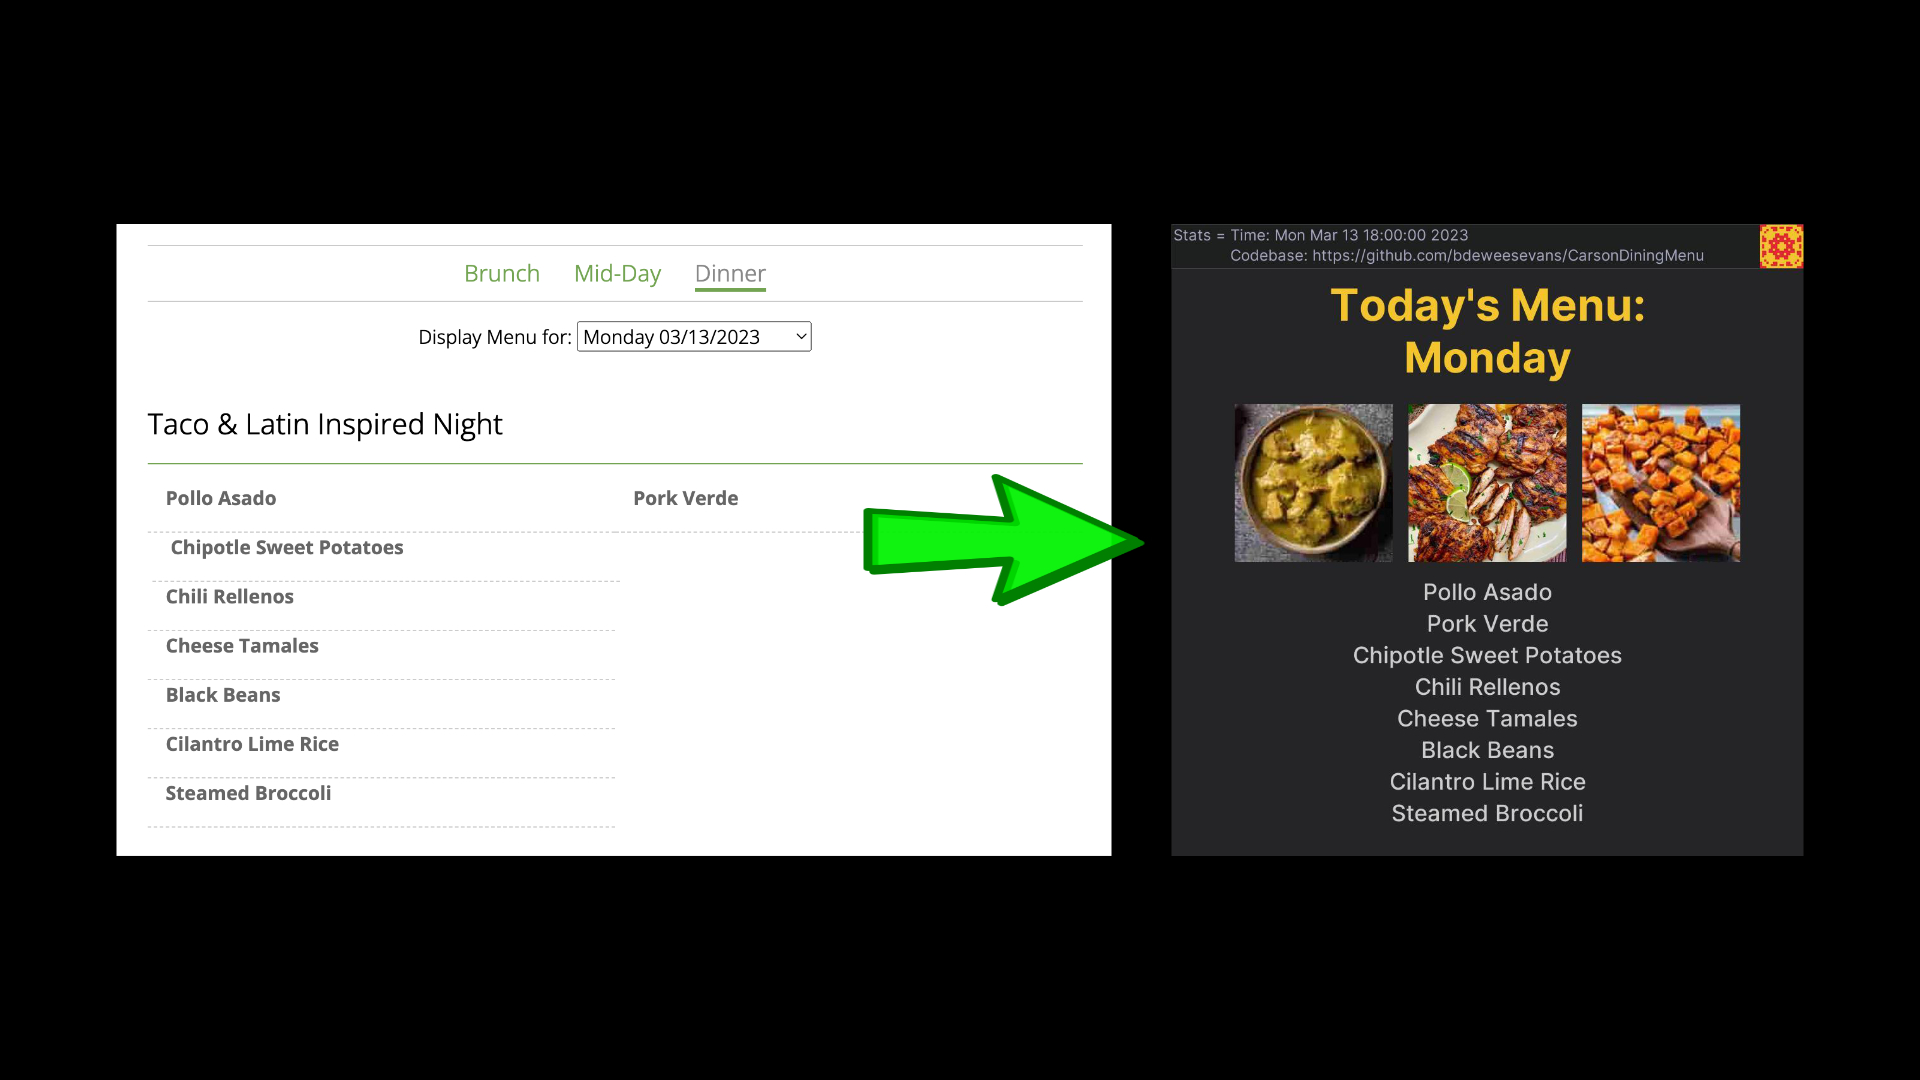 Brunch Mid-Day Dinner
Display Menu for: Monday 03/13/2023
Taco & Latin Inspired Night
Pollo Asado
Pork Verde
Chipotle Sweet Potatoes
Chili Rellenos
Cheese Tamales
Black Beans
Cilantro Lime Rice
Steamed Broccoli
Stats = Time: Mon Mar 13 18:00:00 2023
Codebase: https://github.com/bdeweesevans/CarsonDiningMenu
Today's Menu:
Monday
Pollo Asado
Pork Verde
Chipotle Sweet Potatoes
Chili Rellenos
Cheese Tamales
Black Beans
Cilantro Lime Rice
Steamed Broccoli